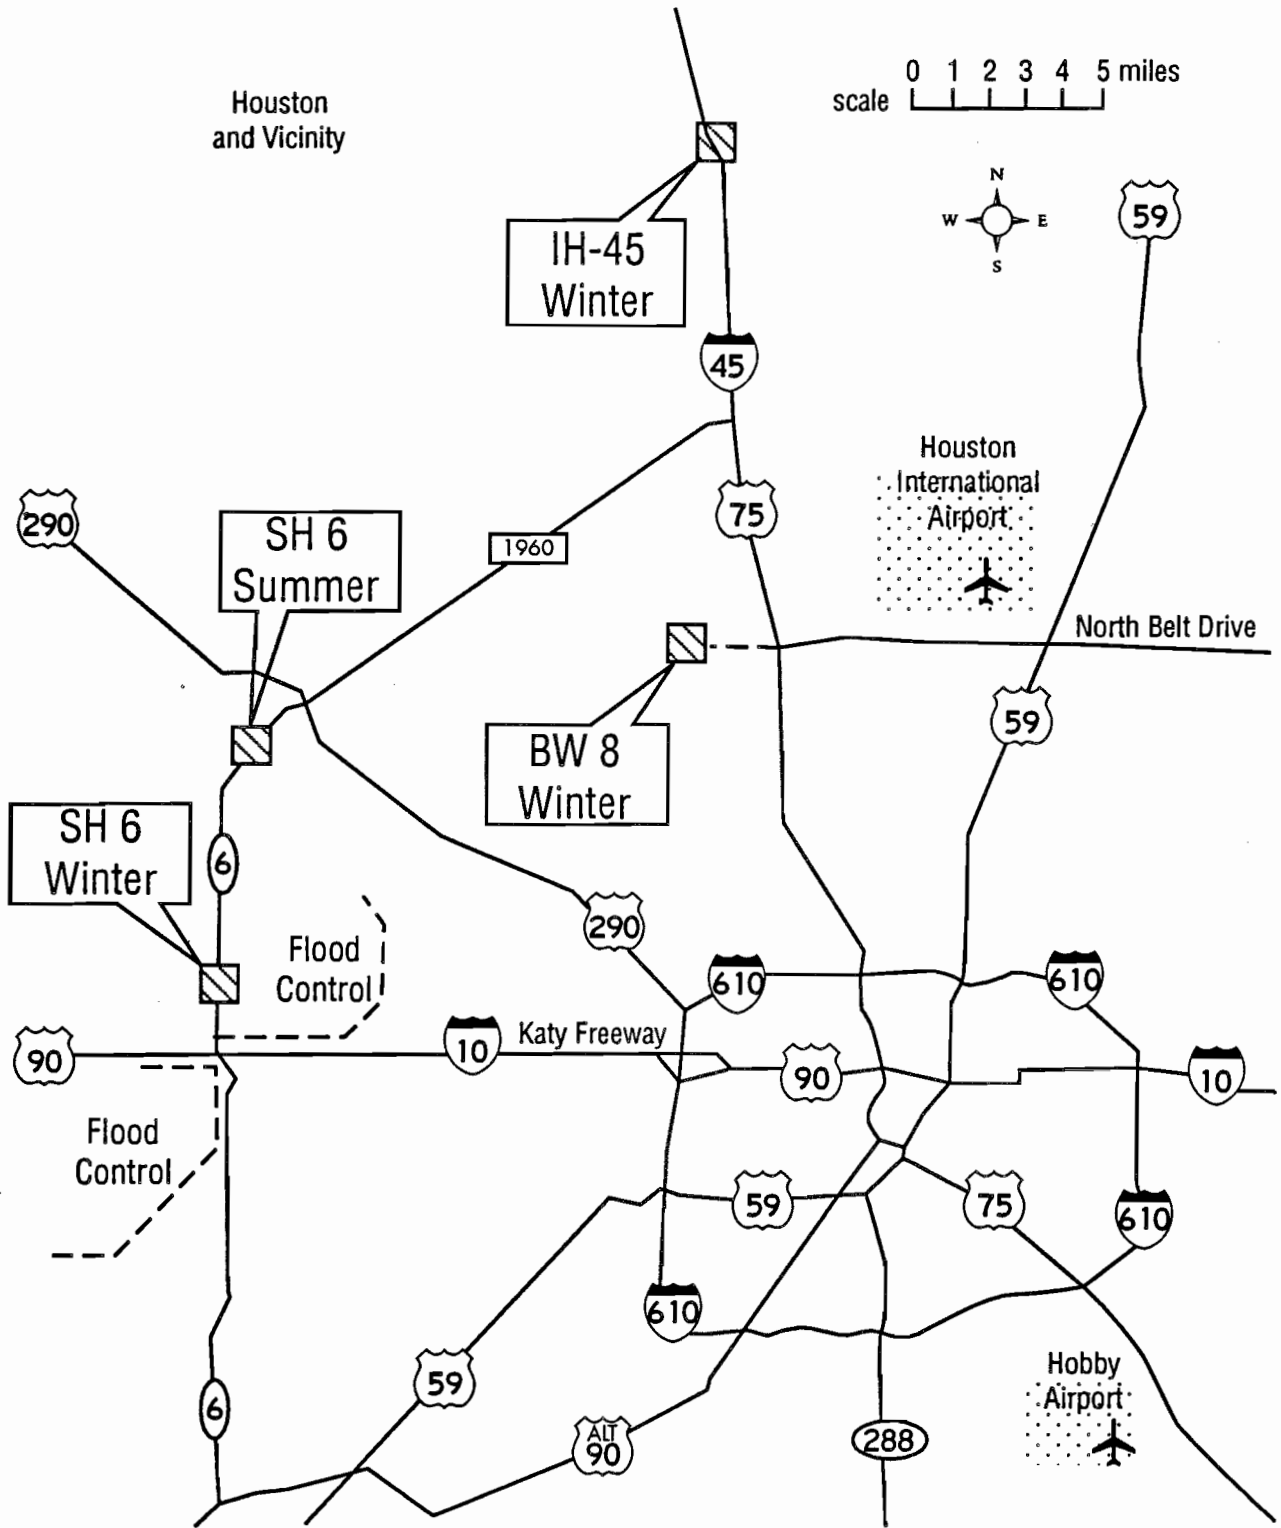 Houston
and Vicinity
0 1 2 3 4 5 miles
scale
N
W E
S
59
IH-45
Winter
45
Houston
International
Airport
75
290
SH 6
Summer
1960
North Belt Drive
59
BW 8
Winter
SH 6
Winter
6
290
Flood
Control
610
610
Katy Freeway
90
10
90
10
Flood
Control
59
75
610
610
59
Hobby
Airport
6
ALT
90
288